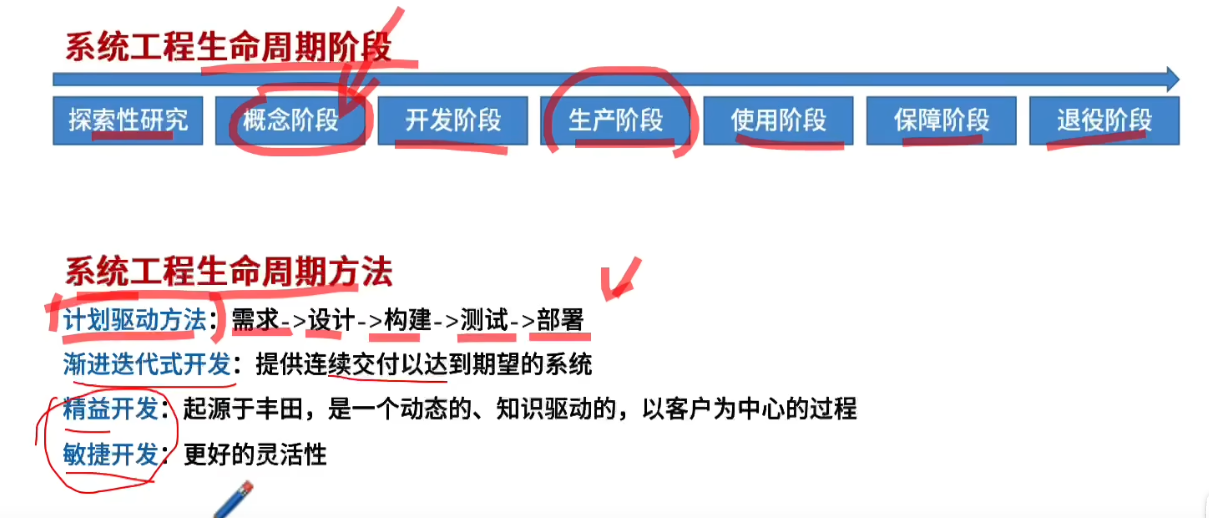 系统工程生命周期阶段
探索性研究 概念阶段 开发阶段 生产阶段 使用阶段 保障阶段 退役阶段
系统工程生命周期方法
计划驱动方法：需求->设计->构建->测试->部署
渐进迭代式开发：提供连续交付以达到期望的系统
精益开发：起源于丰田，是一个动态的、知识驱动的，以客户为中心的过程
敏捷开发：更好的灵活性